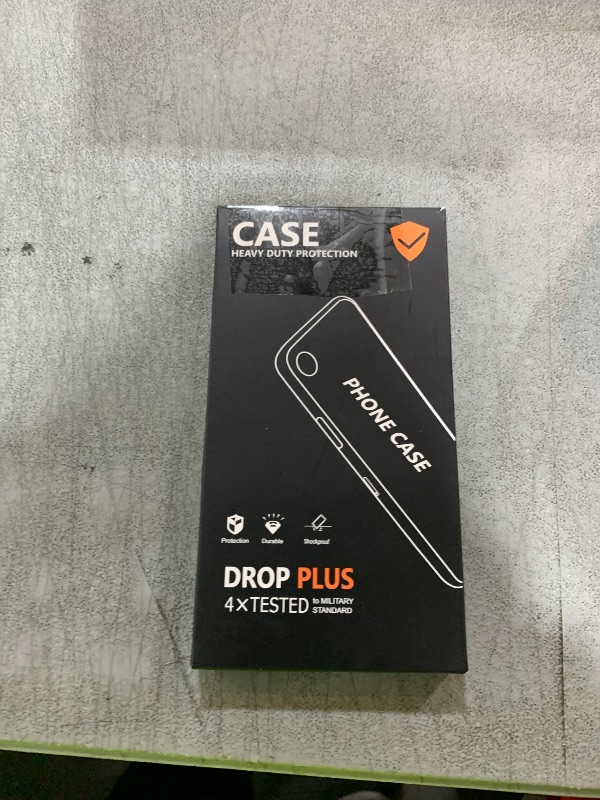 CASE
HEAVY DUTY PROTECTION
PHONE CASE
Protection Durable Shockproof
DROP PLUS
4×TESTED to MILITARY
STANDARD